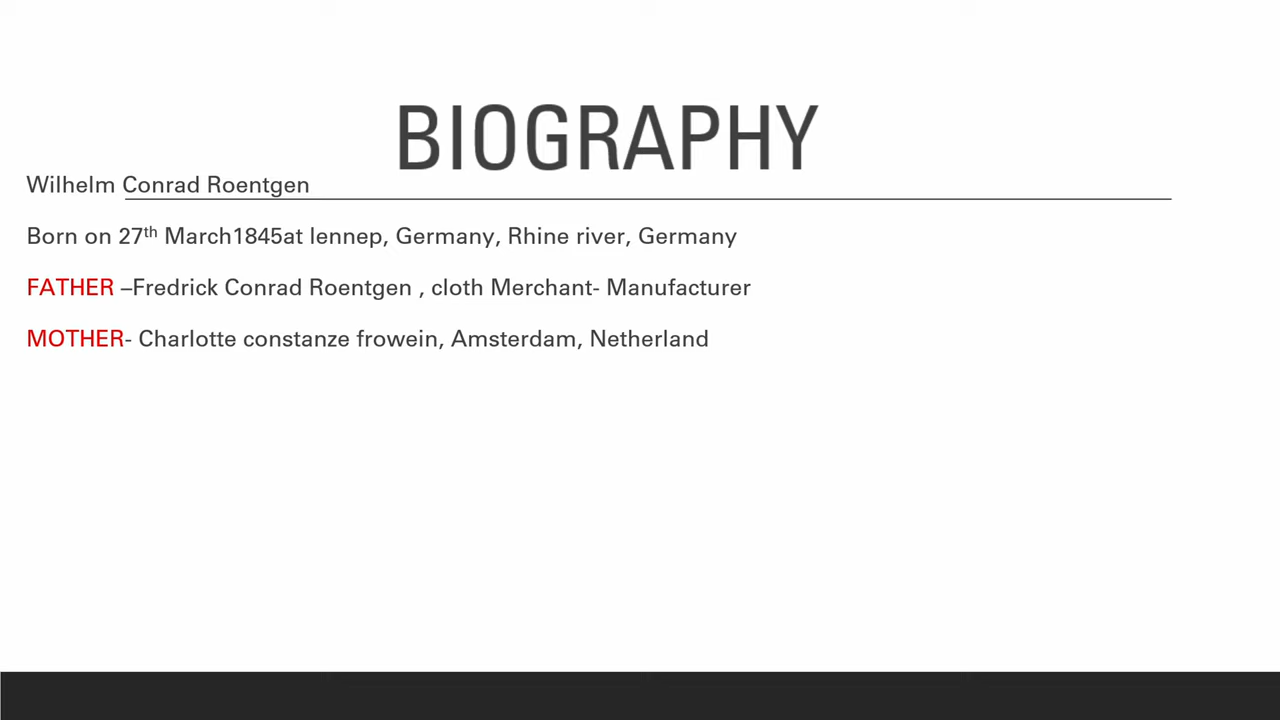 BIOGRAPHY
Wilhelm Conrad Roentgen
Born on 27th March1845at lennep, Germany, Rhine river, Germany
FATHER –Fredrick Conrad Roentgen , cloth Merchant- Manufacturer
MOTHER- Charlotte constanze frowein, Amsterdam, Netherland